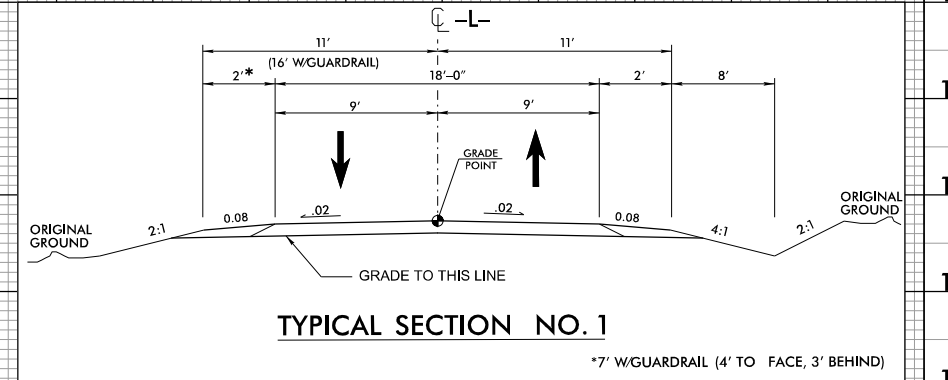 ℄ -L-
11' 11'
(16' W/GUARDRAIL)
2'* 18'-0" 2' 8'
9' 9'
GRADE
POINT
ORIGINAL
GROUND
2:1 0.08 .02 .02 0.08 4:1 2:1
ORIGINAL
GROUND
GRADE TO THIS LINE
TYPICAL SECTION NO. 1
*7' W/GUARDRAIL (4' TO FACE, 3' BEHIND)